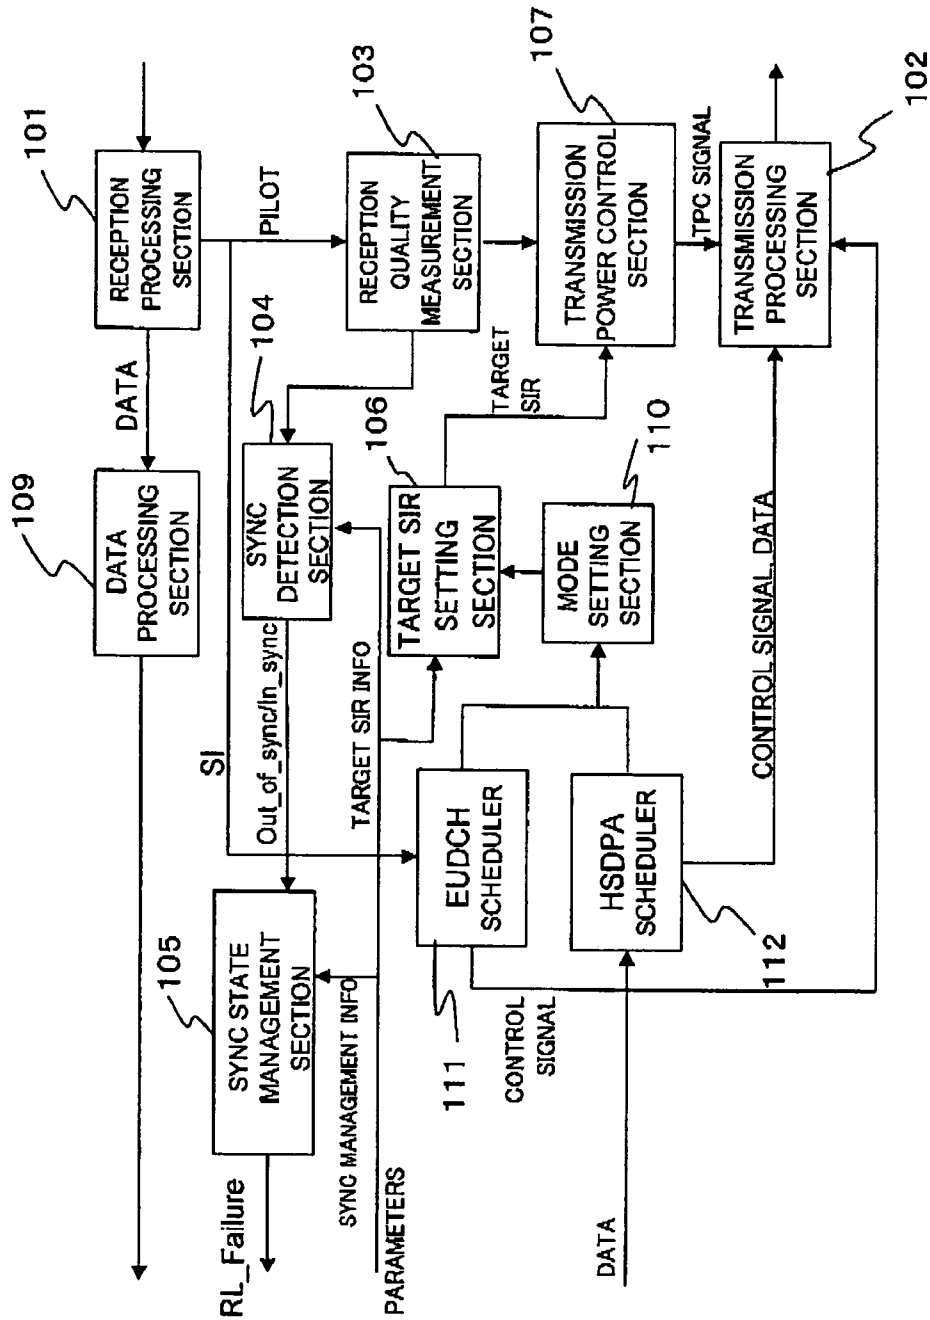 109
DATA
PROCESSING
SECTION
DATA
101
RECEPTION
PROCESSING
SECTION
RL_Failure
105
SYNC STATE
MANAGEMENT
SECTION
SI
Out_of_sync/In_sync
104
SYNC
DETECTION
SECTION
PILOT
103
RECEPTION
QUALITY
MEASUREMENT
SECTION
SYNC MANAGEMENT INFO
TARGET SIR INFO
PARAMETERS
106
TARGET SIR
SETTING
SECTION
TARGET
SIR
107
TRANSMISSION
POWER CONTROL
SECTION
111
EUDCH
SCHEDULER
CONTROL
SIGNAL
110
MODE
SETTING
SECTION
TPC SIGNAL
DATA
HSDPA
SCHEDULER
112
CONTROL SIGNAL, DATA
TRANSMISSION
PROCESSING
SECTION
102